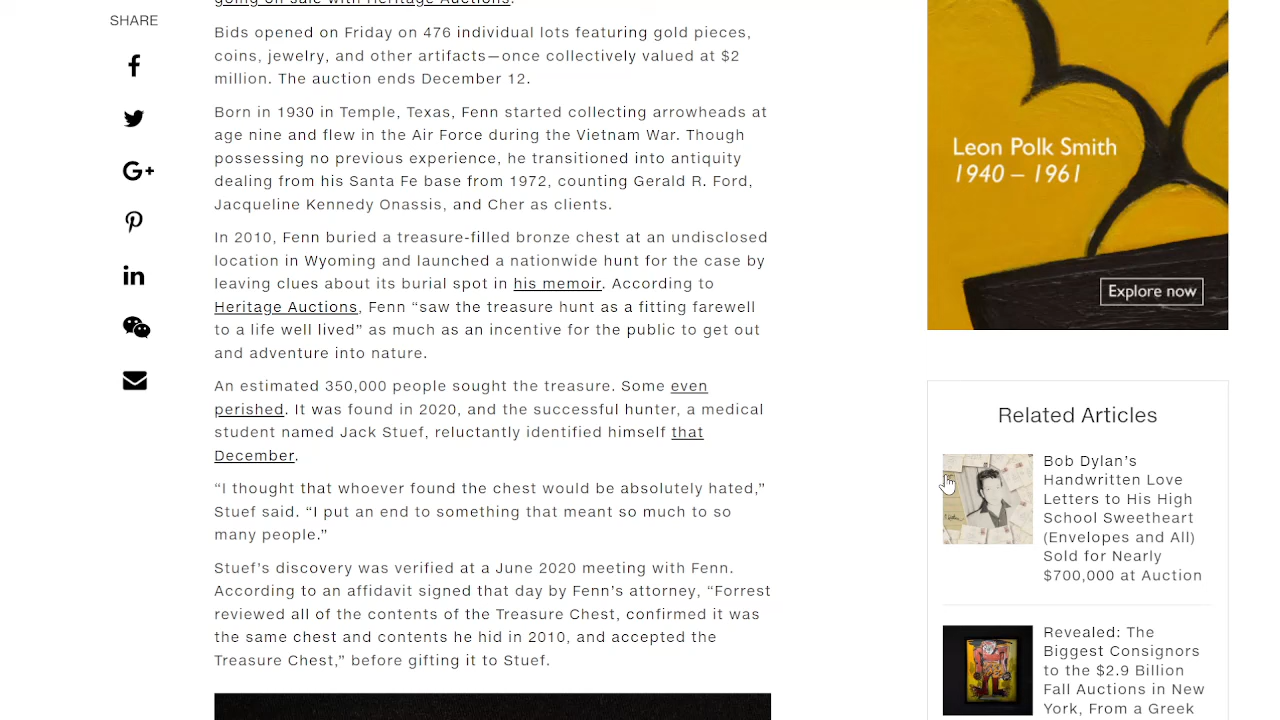 SHARE
going on sale with Heritage Auctions.
Bids opened on Friday on 476 individual lots featuring gold pieces,
coins, jewelry, and other artifacts—once collectively valued at $2
million. The auction ends December 12.
Born in 1930 in Temple, Texas, Fenn started collecting arrowheads at
age nine and flew in the Air Force during the Vietnam War. Though
possessing no previous experience, he transitioned into antiquity
dealing from his Santa Fe base from 1972, counting Gerald R. Ford,
Jacqueline Kennedy Onassis, and Cher as clients.
In 2010, Fenn buried a treasure-filled bronze chest at an undisclosed
location in Wyoming and launched a nationwide hunt for the case by
leaving clues about its burial spot in his memoir. According to
Heritage Auctions, Fenn “saw the treasure hunt as a fitting farewell
to a life well lived” as much as an incentive for the public to get out
and adventure into nature.
An estimated 350,000 people sought the treasure. Some even
perished. It was found in 2020, and the successful hunter, a medical
student named Jack Stuef, reluctantly identified himself that
December.
“I thought that whoever found the chest would be absolutely hated,”
Stuef said. “I put an end to something that meant so much to so
many people.”
Stuef’s discovery was verified at a June 2020 meeting with Fenn.
According to an affidavit signed that day by Fenn’s attorney, “Forrest
reviewed all of the contents of the Treasure Chest, confirmed it was
the same chest and contents he hid in 2010, and accepted the
Treasure Chest,” before gifting it to Stuef.
Leon Polk Smith
1940 – 1961
Explore now
Related Articles
Bob Dylan’s
Handwritten Love
Letters to His High
School Sweetheart
(Envelopes and All)
Sold for Nearly
$700,000 at Auction
Revealed: The
Biggest Consignors
to the $2.9 Billion
Fall Auctions in New
York, From a Greek